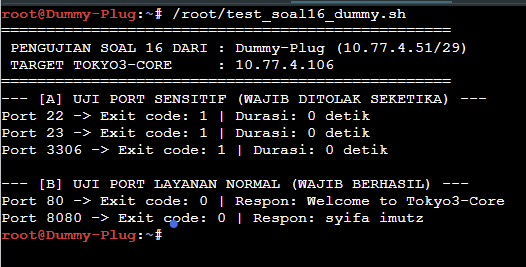 root@Dummy-Plug:~# /root/test_soal16_dummy.sh
=================================================
 PENGUJIAN SOAL 16 DARI : Dummy-Plug (10.77.4.51/29)
 TARGET TOKYO3-CORE     : 10.77.4.106
=================================================
--- [A] UJI PORT SENSITIF (WAJIB DITOLAK SEKETIKA) ---
Port 22 -> Exit code: 1 | Durasi: 0 detik
Port 23 -> Exit code: 1 | Durasi: 0 detik
Port 3306 -> Exit code: 1 | Durasi: 0 detik

--- [B] UJI PORT LAYANAN NORMAL (WAJIB BERHASIL) ---
Port 80 -> Exit code: 0 | Respon: Welcome to Tokyo3-Core
Port 8080 -> Exit code: 0 | Respon: syifa imutz
root@Dummy-Plug:~#